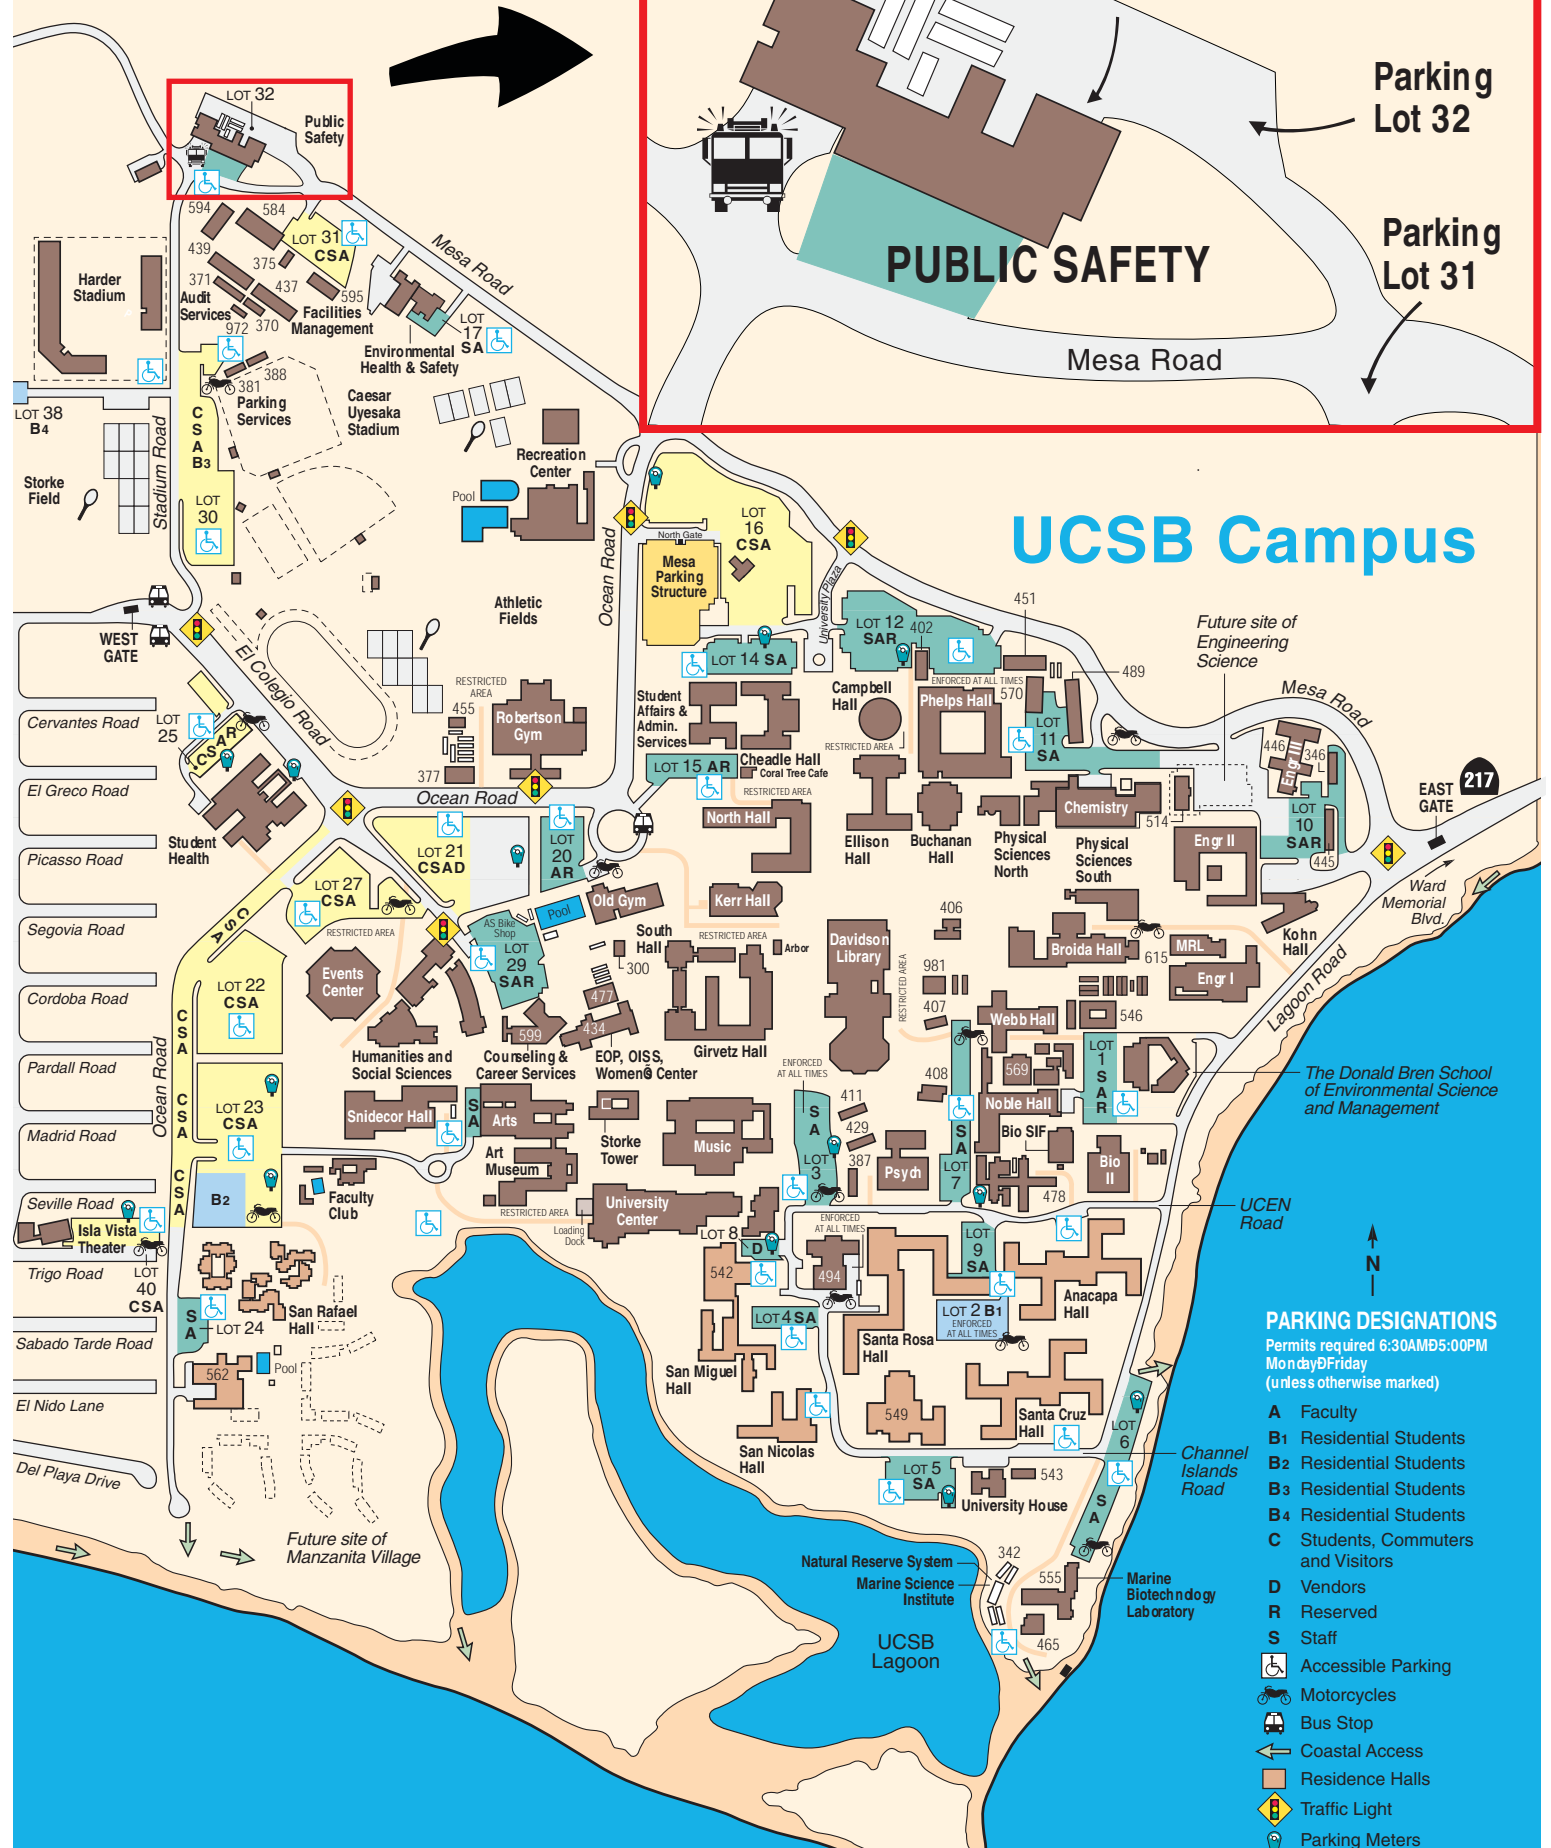 Parking
Lot 32
Parking
Lot 31
PUBLIC SAFETY
Mesa Road
LOT 32
Public
Safety
594
584
LOT 31
CSA
439
375
371
437
595
Audit
Services
972
370
Facilities
Management
Mesa Road
LOT
17
SA
Environmental
Health & Safety
Harder
Stadium
388
381
Parking
Services
LOT 38
B4
C
S
A
B3
LOT
30
Stadium Road
Storke
Field
Caesar
Uyesaka
Stadium
Recreation
Center
Pool
UCSB Campus
LOT
16
CSA
North Gate
Mesa
Parking
Structure
Ocean Road
University Plaza
Athletic
Fields
WEST
GATE
El Colegio Road
LOT 12
SAR
402
451
489
ENFORCED AT ALL TIMES
570
LOT 14 SA
Future site of
Engineering
Science
Mesa Road
Cervantes Road
LOT
25
CSAR
RESTRICTED
AREA
455
Robertson
Gym
377
Student
Affairs &
Admin.
Services
Cheadle Hall
Coral Tree Cafe
RESTRICTED AREA
LOT 15 AR
Campbell
Hall
RESTRICTED AREA
Phelps Hall
LOT
11
SA
446
Engr III
346
LOT
10
SAR
445
EAST
GATE
217
El Greco Road
Ocean Road
North Hall
Ellison
Hall
Buchanan
Hall
Physical
Sciences
North
Chemistry
514
Physical
Sciences
South
Engr II
Student
Health
Picasso Road
LOT
21
CSAD
LOT
20
AR
Ward
Memorial
Blvd.
LOT 27
CSA
RESTRICTED AREA
CSA
Old Gym
Pool
Kerr Hall
RESTRICTED AREA
AS Bike
Shop
LOT
29
SAR
South
Hall
300
Arbor
Davidson
Library
RESTRICTED AREA
406
981
407
Broida Hall
615
MRL
Engr I
Kohn
Hall
Lagoon Road
Segovia Road
Events
Center
LOT 22
CSA
477
434
599
Girvetz Hall
Webb Hall
546
Cordoba Road
C
S
A
Humanities and
Social Sciences
Counseling &
Career Services
EOP, OISS,
WomenÕs Center
ENFORCED
AT ALL TIMES
408
569
LOT
1
S
A
R
Noble Hall
The Donald Bren School
of Environmental Science
and Management
Pardall Road
Ocean Road
LOT 23
CSA
C
S
A
Snidecor Hall
S
A
Arts
Storke
Tower
Music
S
A
LOT
3
411
429
387
Psych
S
A
LOT
7
Bio SIF
Bio
II
478
Madrid Road
Art
Museum
Seville Road
C
S
A
B2
Faculty
Club
RESTRICTED AREA
Loading
Dock
University
Center
LOT 8
D
ENFORCED
AT ALL TIMES
UCEN
Road
Isla Vista
Theater
Trigo Road
LOT
40
CSA
542
494
LOT
9
SA
Anacapa
Hall
San Rafael
Hall
S
A
LOT 24
LOT 4 SA
LOT 2 B1
ENFORCED
AT ALL TIMES
Santa Rosa
Hall
Sabado Tarde Road
562
Pool
San Miguel
Hall
549
Santa Cruz
Hall
El Nido Lane
San Nicolas
Hall
LOT
6
S
A
Channel
Islands
Road
Del Playa Drive
LOT 5
SA
543
University House
Future site of
Manzanita Village
Natural Reserve System
Marine Science
Institute
342
555
465
Marine
Biotechnology
Laboratory
UCSB
Lagoon
N
PARKING DESIGNATIONS
Permits required 6:30AMÐ5:00PM
MondayÐFriday
(unless otherwise marked)
A Faculty
B1 Residential Students
B2 Residential Students
B3 Residential Students
B4 Residential Students
C Students, Commuters
and Visitors
D Vendors
R Reserved
S Staff
Accessible Parking
Motorcycles
Bus Stop
Coastal Access
Residence Halls
Traffic Light
Parking Meters